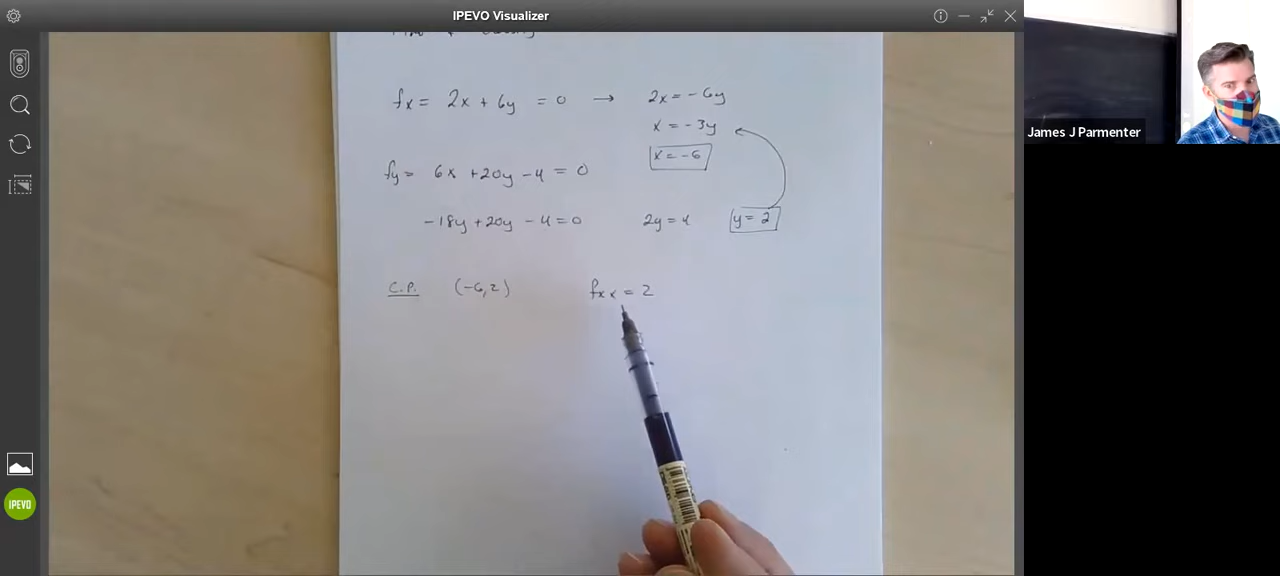 IPEVO Visualizer
fx = 2x + 6y = 0 → 2x = -6y
x = -3y
x = -6
fy = 6x + 20y - 4 = 0
-18y + 20y - 4 = 0 2y = 4 y = 2
C.P. (-6, 2) fxx = 2
James J Parmenter
IPEVO